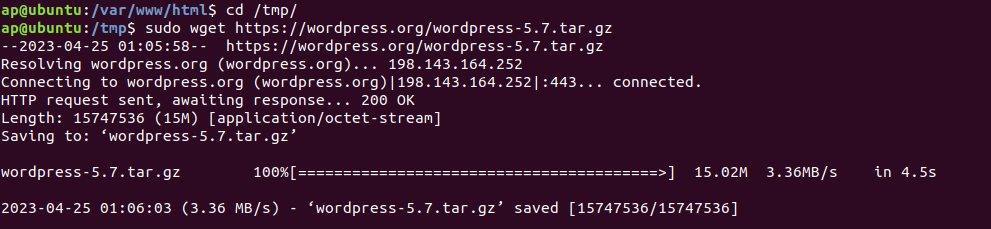 ap@ubuntu:/var/www/html$ cd /tmp/
ap@ubuntu:/tmp$ sudo wget https://wordpress.org/wordpress-5.7.tar.gz
--2023-04-25 01:05:58--  https://wordpress.org/wordpress-5.7.tar.gz
Resolving wordpress.org (wordpress.org)... 198.143.164.252
Connecting to wordpress.org (wordpress.org)|198.143.164.252|:443... connected.
HTTP request sent, awaiting response... 200 OK
Length: 15747536 (15M) [application/octet-stream]
Saving to: ‘wordpress-5.7.tar.gz’
wordpress-5.7.tar.gz        100%[========================================>]  15.02M  3.36MB/s    in 4.5s
2023-04-25 01:06:03 (3.36 MB/s) - ‘wordpress-5.7.tar.gz’ saved [15747536/15747536]